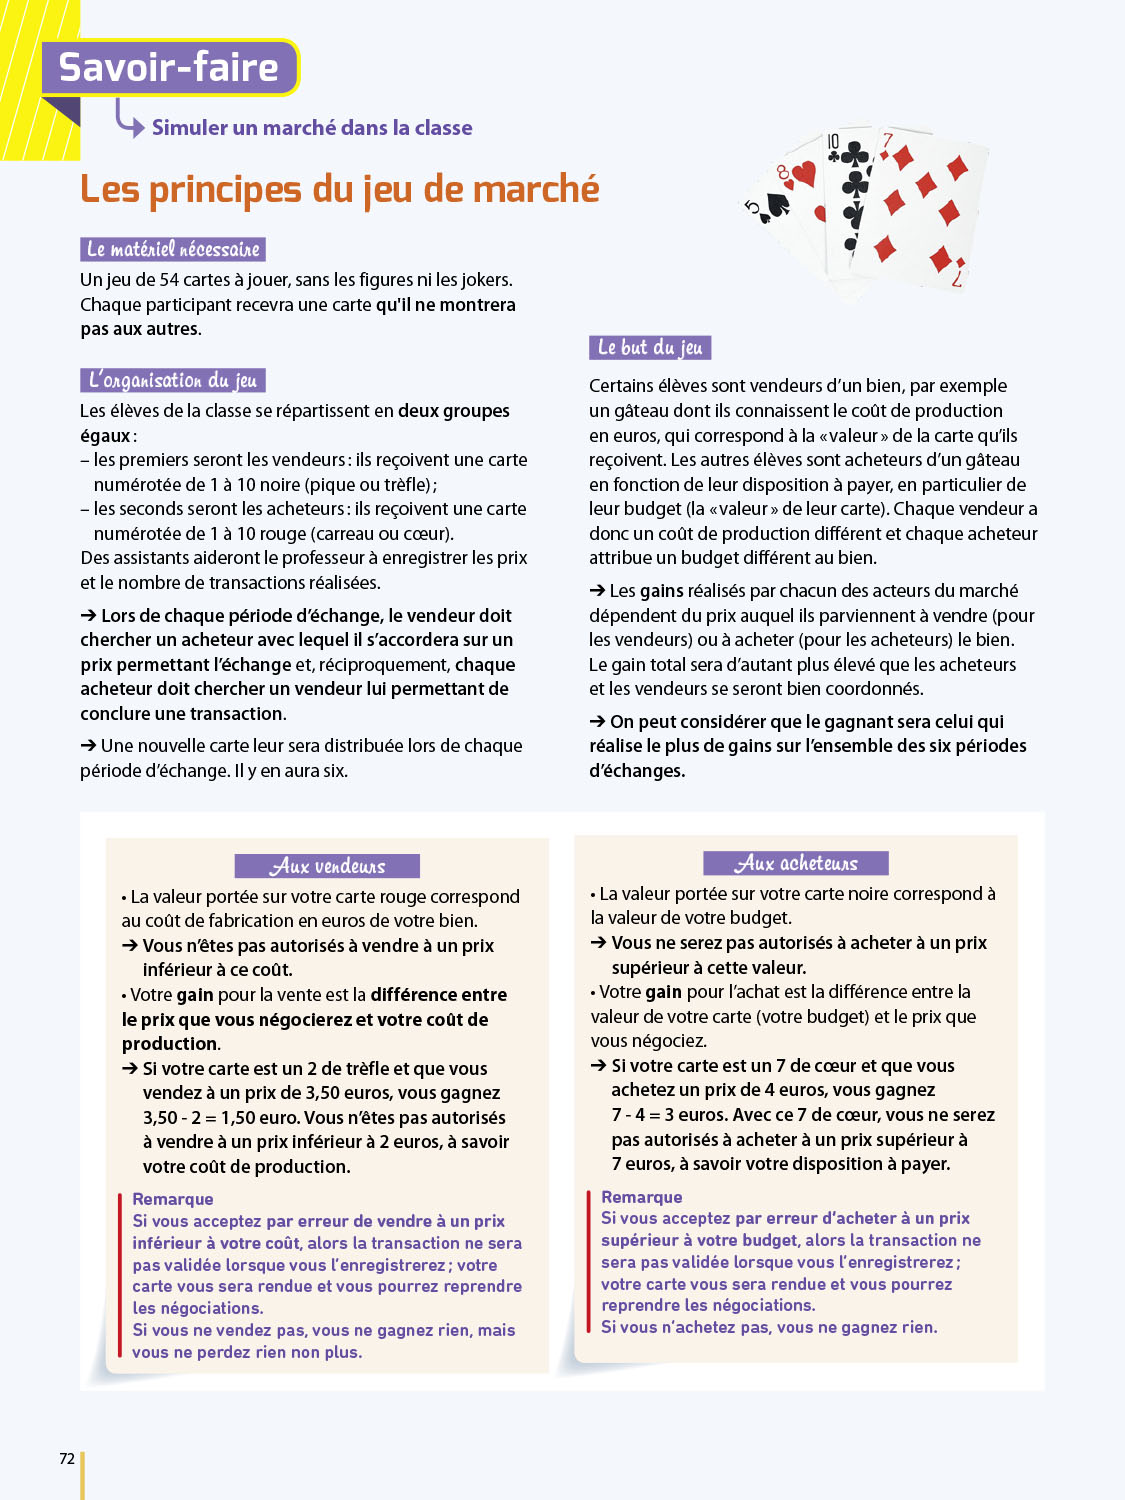 Savoir-faire
Simuler un marché dans la classe
Les principes du jeu de marché
Le matériel nécessaire
Un jeu de 54 cartes à jouer, sans les figures ni les jokers.
Chaque participant recevra une carte qu'il ne montrera
pas aux autres.
L'organisation du jeu
Les élèves de la classe se répartissent en deux groupes
égaux :
– les premiers seront les vendeurs : ils reçoivent une carte
numérotée de 1 à 10 noire (pique ou trèfle) ;
– les seconds seront les acheteurs : ils reçoivent une carte
numérotée de 1 à 10 rouge (carreau ou cœur).
Des assistants aideront le professeur à enregistrer les prix
et le nombre de transactions réalisées.
➔ Lors de chaque période d’échange, le vendeur doit
chercher un acheteur avec lequel il s’accordera sur un
prix permettant l’échange et, réciproquement, chaque
acheteur doit chercher un vendeur lui permettant de
conclure une transaction.
➔ Une nouvelle carte leur sera distribuée lors de chaque
période d’échange. Il y en aura six.
5
8
10
7
7
Le but du jeu
Certains élèves sont vendeurs d’un bien, par exemple
un gâteau dont ils connaissent le coût de production
en euros, qui correspond à la « valeur » de la carte qu’ils
reçoivent. Les autres élèves sont acheteurs d’un gâteau
en fonction de leur disposition à payer, en particulier de
leur budget (la « valeur » de leur carte). Chaque vendeur a
donc un coût de production différent et chaque acheteur
attribue un budget différent au bien.
➔ Les gains réalisés par chacun des acteurs du marché
dépendent du prix auquel ils parviennent à vendre (pour
les vendeurs) ou à acheter (pour les acheteurs) le bien.
Le gain total sera d’autant plus élevé que les acheteurs
et les vendeurs se seront bien coordonnés.
➔ On peut considérer que le gagnant sera celui qui
réalise le plus de gains sur l’ensemble des six périodes
d’échanges.
Aux vendeurs
• La valeur portée sur votre carte rouge correspond
au coût de fabrication en euros de votre bien.
➔ Vous n’êtes pas autorisés à vendre à un prix
inférieur à ce coût.
• Votre gain pour la vente est la différence entre
le prix que vous négocierez et votre coût de
production.
➔ Si votre carte est un 2 de trèfle et que vous
vendez à un prix de 3,50 euros, vous gagnez
3,50 - 2 = 1,50 euro. Vous n’êtes pas autorisés
à vendre à un prix inférieur à 2 euros, à savoir
votre coût de production.
Remarque
Si vous acceptez par erreur de vendre à un prix
inférieur à votre coût, alors la transaction ne sera
pas validée lorsque vous l’enregistrerez ; votre
carte vous sera rendue et vous pourrez reprendre
les négociations.
Si vous ne vendez pas, vous ne gagnez rien, mais
vous ne perdez rien non plus.
Aux acheteurs
• La valeur portée sur votre carte noire correspond à
la valeur de votre budget.
➔ Vous ne serez pas autorisés à acheter à un prix
supérieur à cette valeur.
• Votre gain pour l’achat est la différence entre la
valeur de votre carte (votre budget) et le prix que
vous négociez.
➔ Si votre carte est un 7 de cœur et que vous
achetez un prix de 4 euros, vous gagnez
7 - 4 = 3 euros. Avec ce 7 de cœur, vous ne serez
pas autorisés à acheter à un prix supérieur à
7 euros, à savoir votre disposition à payer.
Remarque
Si vous acceptez par erreur d’acheter à un prix
supérieur à votre budget, alors la transaction ne
sera pas validée lorsque vous l’enregistrerez ;
votre carte vous sera rendue et vous pourrez
reprendre les négociations.
Si vous n’achetez pas, vous ne gagnez rien.
72